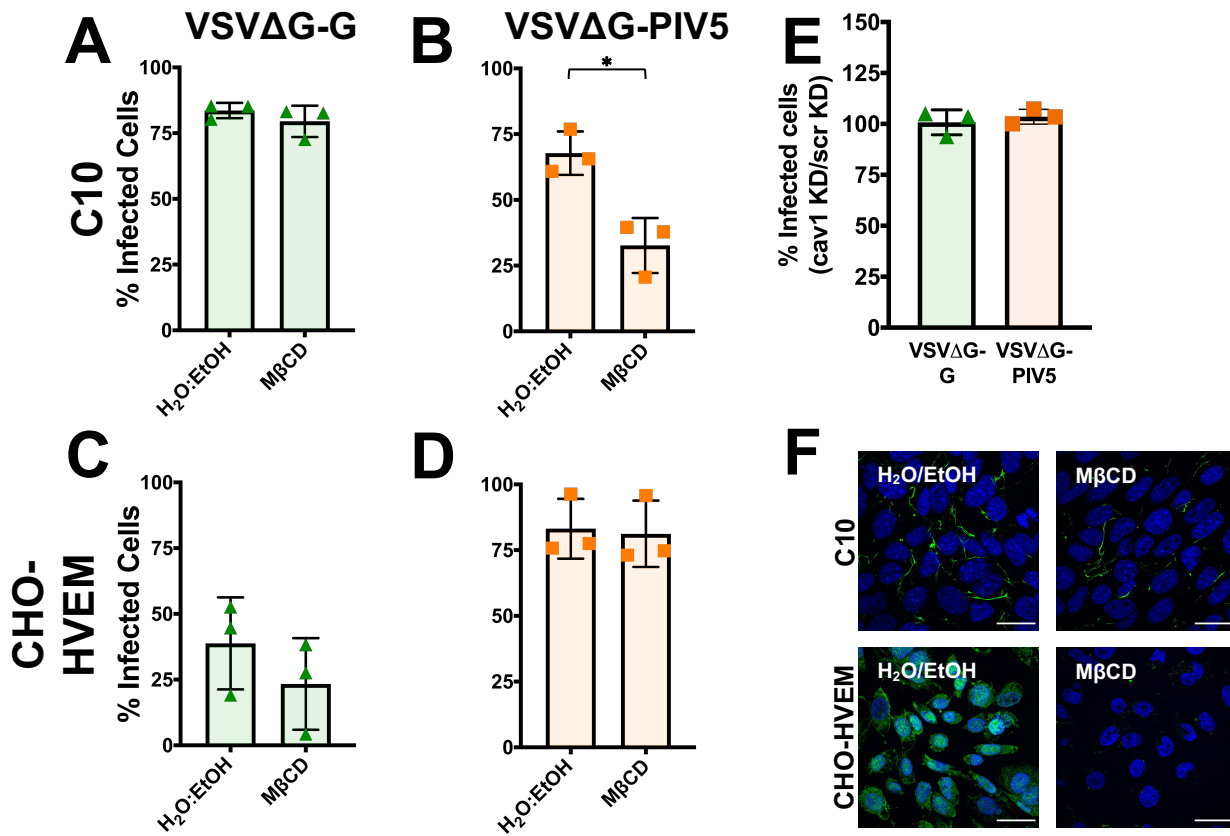 A
VSVΔG-G
C10
% Infected Cells
100
75
50
25
0
H₂O:EtOH
MβCD
B
VSVΔG-PIV5
*
100
75
50
25
0
H₂O:EtOH
MβCD
E
% Infected cells
(cav1 KD/scr KD)
150
125
100
75
50
25
0
VSVΔG-
G
VSVΔG-
PIV5
C
CHO-
HVEM
% Infected Cells
100
75
50
25
0
H₂O:EtOH
MβCD
D
100
75
50
25
0
H₂O:EtOH
MβCD
F
C10
H₂O/EtOH
MβCD
CHO-HVEM
H₂O/EtOH
MβCD